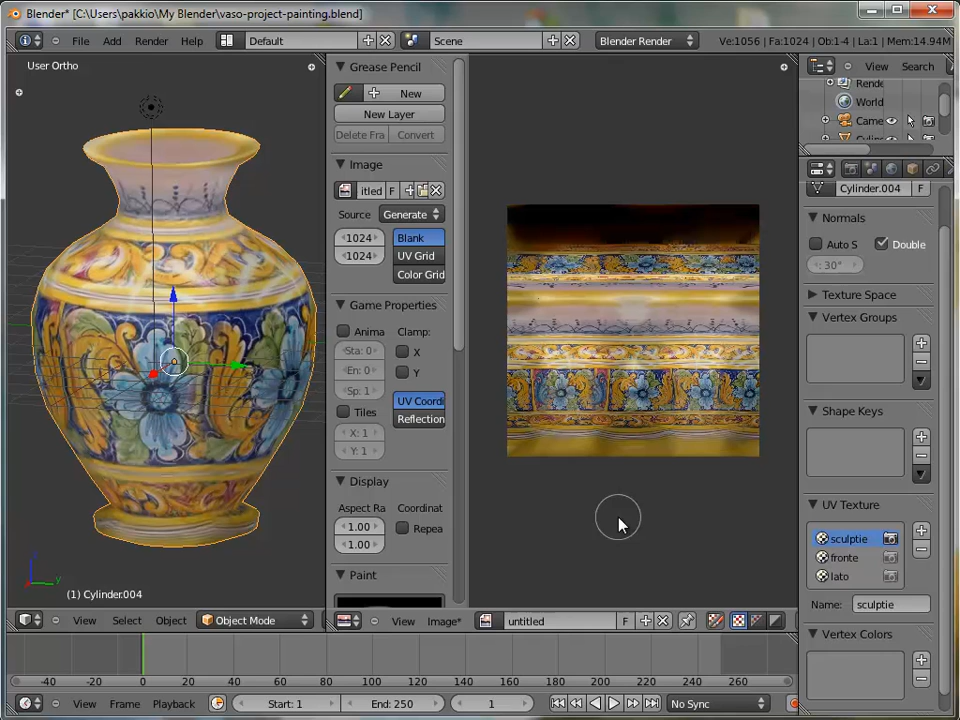 Blender* [C:\Users\pakkio\My Blender\vaso-project-painting.blend]
File Add Render Help Default Scene Blender Render Ve:1056 | Fa:1024 | Ob:1-4 | La:1 | Mem:14.94M
User Ortho
(1) Cylinder.004
View Select Object Object Mode
Grease Pencil
New
New Layer
Delete Fra Convert
Image
itled F
Source Generate
1024 Blank
1024 UV Grid
Color Grid
Game Properties
Anima Clamp:
Sta: 0 X
En: 0 Y
Sp: 1 UV Coordi
Tiles Reflection
X: 1
Y: 1
Display
Aspect Ra Coordinat
1.00 Repea
1.00
Paint
View Image* untitled F
View Search
Rende
World
Came
Cylinder.004 F
Normals
Auto S Double
: 30°
Texture Space
Vertex Groups
Shape Keys
UV Texture
sculptie
fronte
lato
Name: sculptie
Vertex Colors
-40 -20 0 20 40 60 80 100 120 140 160 180 200 220 240 260
View Frame Playback Start: 1 End: 250 1 No Sync